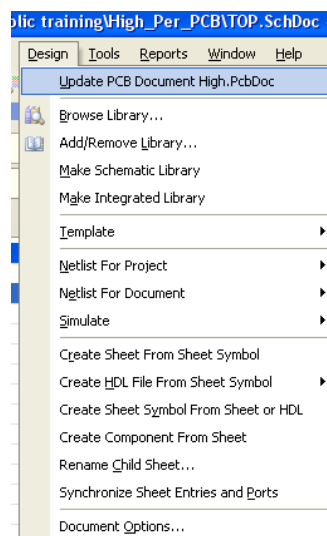 olic training\High_Per_PCB\TOP.SchDoc
Design Tools Reports Window Help
Update PCB Document High.PcbDoc
Browse Library...
Add/Remove Library...
Make Schematic Library
Make Integrated Library
Template
Netlist For Project
Netlist For Document
Simulate
Create Sheet From Sheet Symbol
Create HDL File From Sheet Symbol
Create Sheet Symbol From Sheet or HDL
Create Component From Sheet
Rename Child Sheet...
Synchronize Sheet Entries and Ports
Document Options...